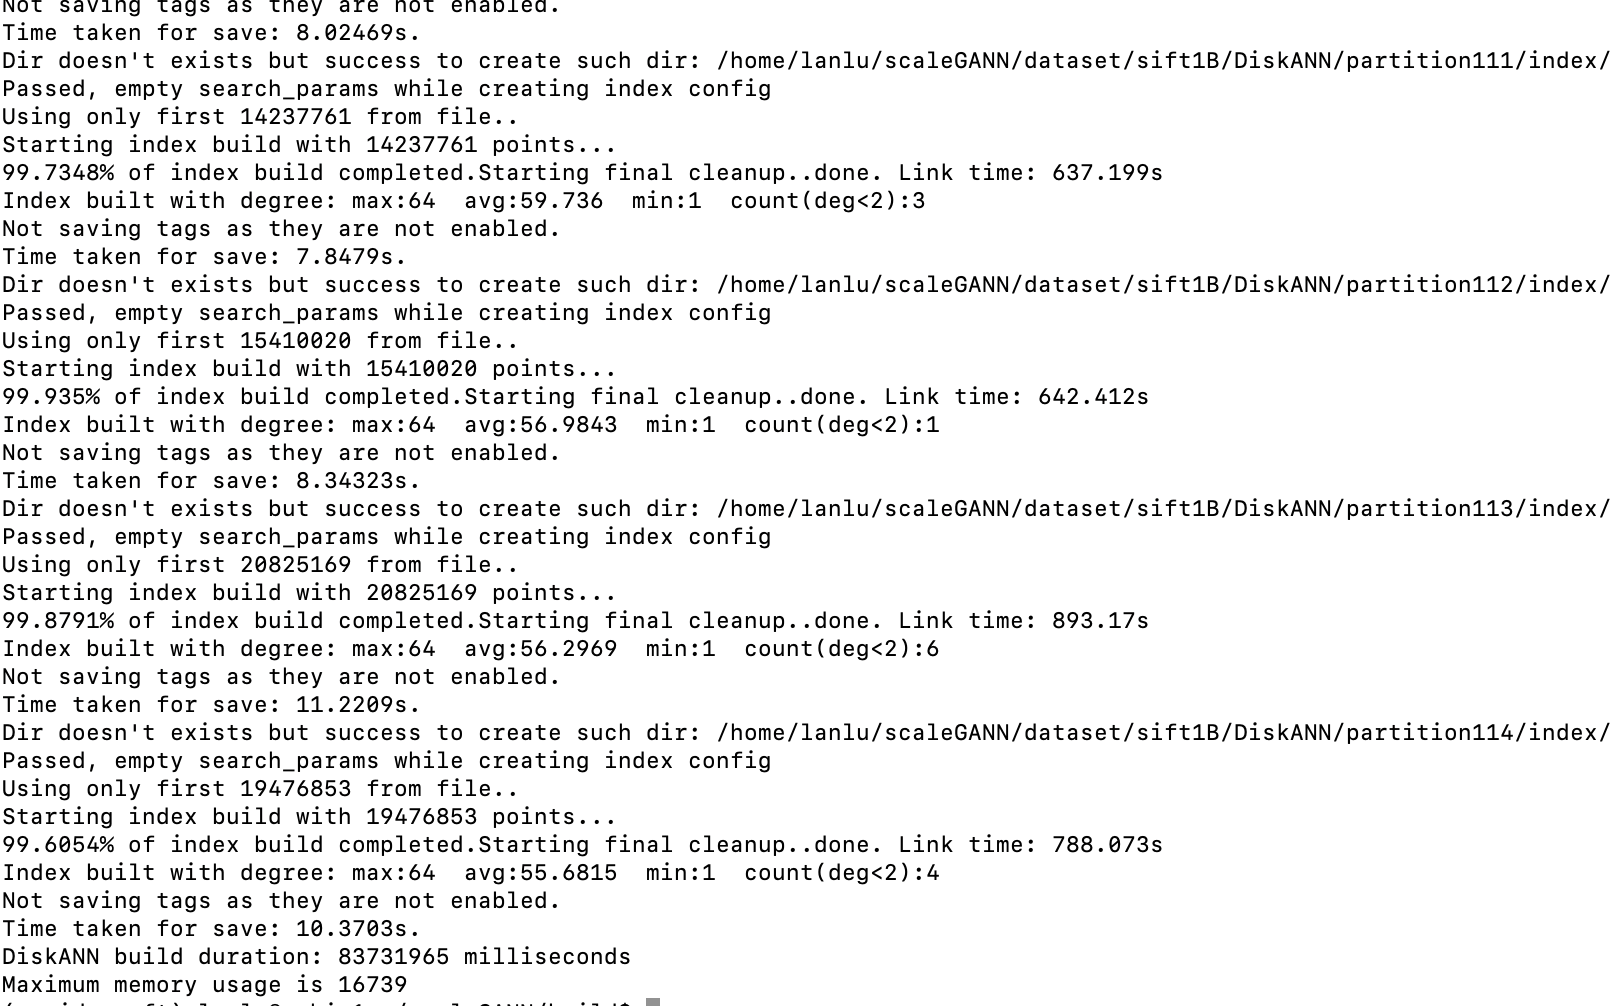 Not saving tags as they are not enabled.
Time taken for save: 8.02469s.
Dir doesn't exists but success to create such dir: /home/lanlu/scaleGANN/dataset/sift1B/DiskANN/partition111/index/
Passed, empty search_params while creating index config
Using only first 14237761 from file..
Starting index build with 14237761 points...
99.7348% of index build completed.Starting final cleanup..done. Link time: 637.199s
Index built with degree: max:64  avg:59.736  min:1  count(deg<2):3
Not saving tags as they are not enabled.
Time taken for save: 7.8479s.
Dir doesn't exists but success to create such dir: /home/lanlu/scaleGANN/dataset/sift1B/DiskANN/partition112/index/
Passed, empty search_params while creating index config
Using only first 15410020 from file..
Starting index build with 15410020 points...
99.935% of index build completed.Starting final cleanup..done. Link time: 642.412s
Index built with degree: max:64  avg:56.9843  min:1  count(deg<2):1
Not saving tags as they are not enabled.
Time taken for save: 8.34323s.
Dir doesn't exists but success to create such dir: /home/lanlu/scaleGANN/dataset/sift1B/DiskANN/partition113/index/
Passed, empty search_params while creating index config
Using only first 20825169 from file..
Starting index build with 20825169 points...
99.8791% of index build completed.Starting final cleanup..done. Link time: 893.17s
Index built with degree: max:64  avg:56.2969  min:1  count(deg<2):6
Not saving tags as they are not enabled.
Time taken for save: 11.2209s.
Dir doesn't exists but success to create such dir: /home/lanlu/scaleGANN/dataset/sift1B/DiskANN/partition114/index/
Passed, empty search_params while creating index config
Using only first 19476853 from file..
Starting index build with 19476853 points...
99.6054% of index build completed.Starting final cleanup..done. Link time: 788.073s
Index built with degree: max:64  avg:55.6815  min:1  count(deg<2):4
Not saving tags as they are not enabled.
Time taken for save: 10.3703s.
DiskANN build duration: 83731965 milliseconds
Maximum memory usage is 16739